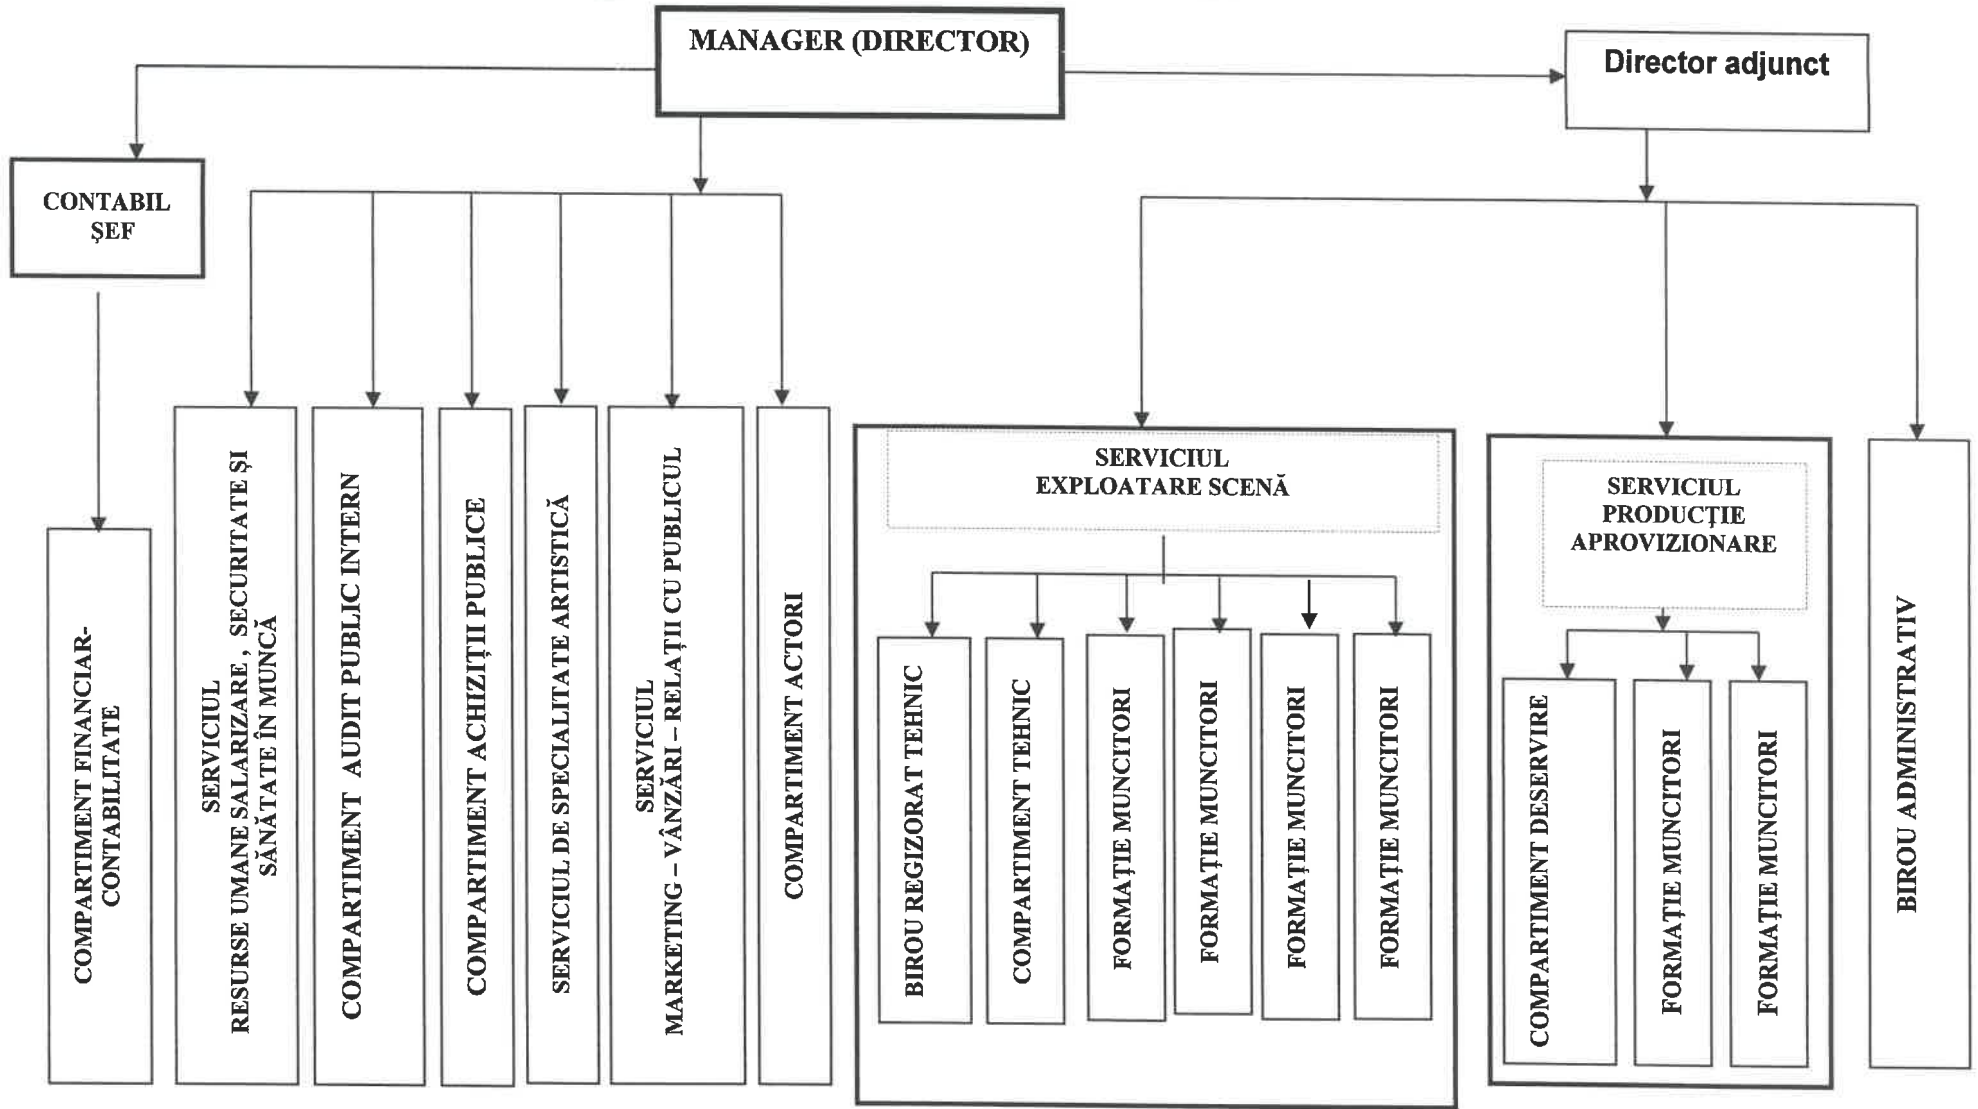 MANAGER (DIRECTOR)
Director adjunct
CONTABIL
ŞEF
COMPARTIMENT FINANCIAR-
CONTABILITATE
SERVICIUL
RESURSE UMANE SALARIZARE , SECURITATE ŞI
SĂNĂTATE ÎN MUNCĂ
COMPARTIMENT AUDIT PUBLIC INTERN
COMPARTIMENT ACHIZIŢII PUBLICE
SERVICIUL DE SPECIALITATE ARTISTICĂ
SERVICIUL
MARKETING – VÂNZĂRI – RELAŢII CU PUBLICUL
COMPARTIMENT ACTORI
SERVICIUL
EXPLOATARE SCENĂ
BIROU REGIZORAT TEHNIC
COMPARTIMENT TEHNIC
FORMAŢIE MUNCITORI
FORMAŢIE MUNCITORI
FORMAŢIE MUNCITORI
FORMAŢIE MUNCITORI
SERVICIUL
PRODUCŢIE
APROVIZIONARE
COMPARTIMENT DESERVIRE
FORMAŢIE MUNCITORI
FORMAŢIE MUNCITORI
BIROU ADMINISTRATIV